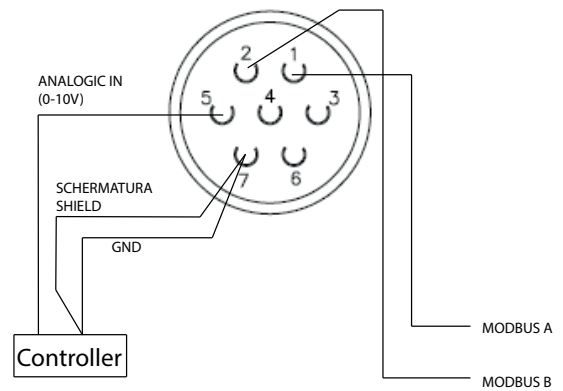 2 1
ANALOGIC IN
(0-10V)
5 4 3
7 6
SCHERMATURA
SHIELD
GND
Controller
MODBUS A
MODBUS B